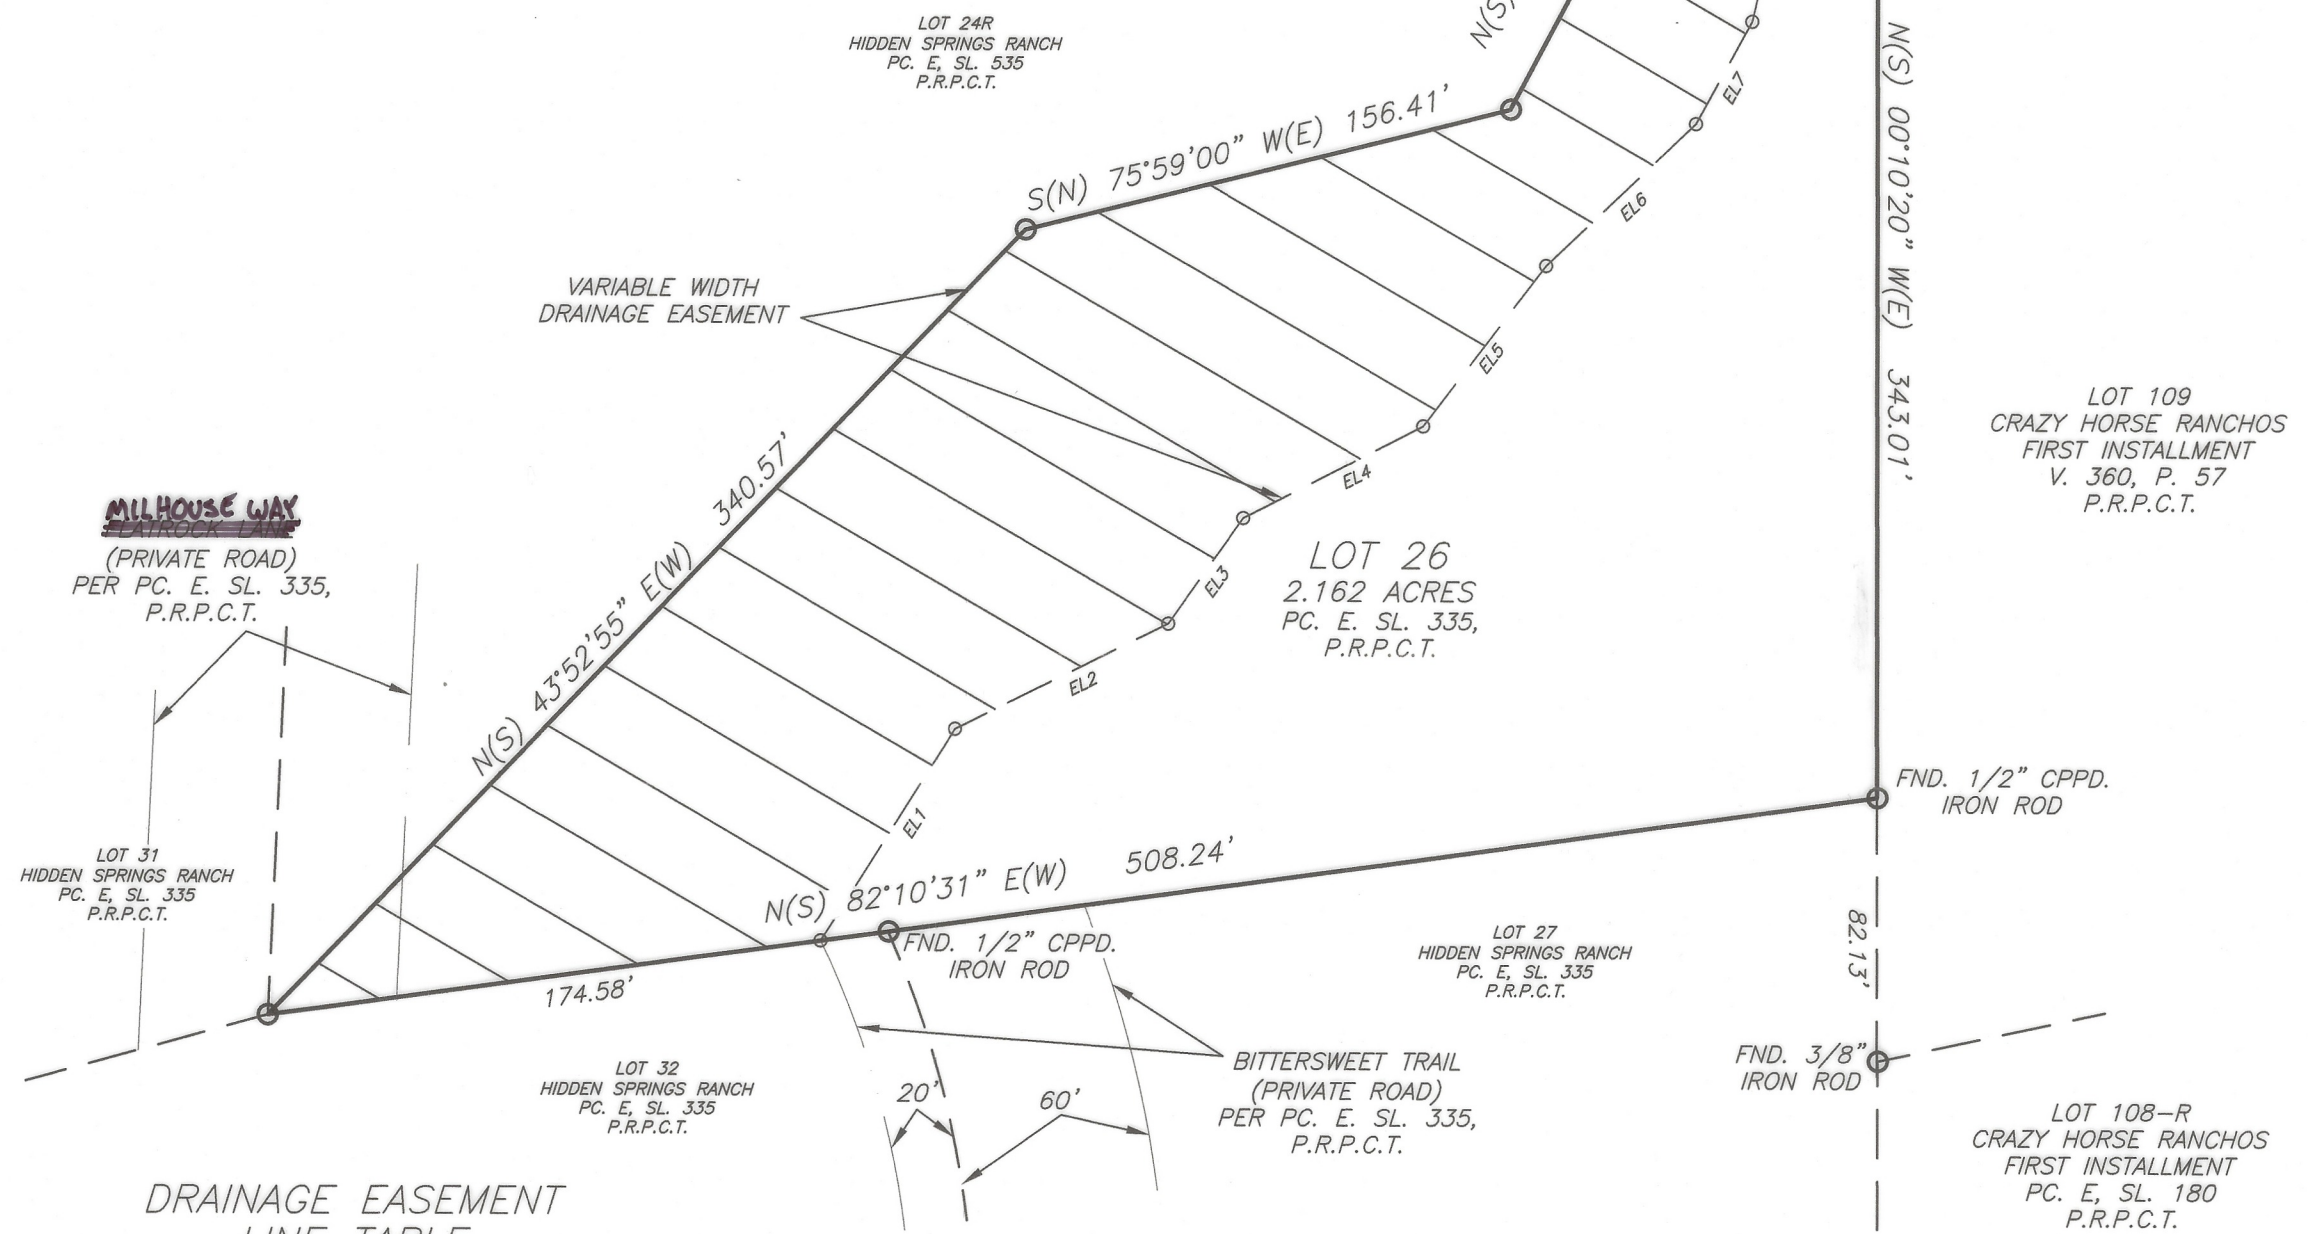 LOT 24R
HIDDEN SPRINGS RANCH
PC. E, SL. 535
P.R.P.C.T.
N(S)
EL7
N(S) 00°10'20" W(E) 343.01'
S(N) 75°59'00" W(E) 156.41'
EL6
VARIABLE WIDTH
DRAINAGE EASEMENT
EL5
LOT 109
CRAZY HORSE RANCHOS
FIRST INSTALLMENT
V. 360, P. 57
P.R.P.C.T.
EL4
N(S) 43°52'55" E(W) 340.57'
MILHOUSE WAY
FLATROCK LANE
(PRIVATE ROAD)
PER PC. E. SL. 335,
P.R.P.C.T.
EL3
LOT 26
2.162 ACRES
PC. E. SL. 335,
P.R.P.C.T.
EL2
EL1
FND. 1/2" CPPD.
IRON ROD
LOT 31
HIDDEN SPRINGS RANCH
PC. E, SL. 335
P.R.P.C.T.
N(S) 82°10'31" E(W) 508.24'
FND. 1/2" CPPD.
IRON ROD
174.58'
LOT 27
HIDDEN SPRINGS RANCH
PC. E, SL. 335
P.R.P.C.T.
82.13'
FND. 3/8"
IRON ROD
LOT 32
HIDDEN SPRINGS RANCH
PC. E, SL. 335
P.R.P.C.T.
20'
60'
BITTERSWEET TRAIL
(PRIVATE ROAD)
PER PC. E. SL. 335,
P.R.P.C.T.
LOT 108-R
CRAZY HORSE RANCHOS
FIRST INSTALLMENT
PC. E, SL. 180
P.R.P.C.T.
DRAINAGE EASEMENT
LINE TABLE